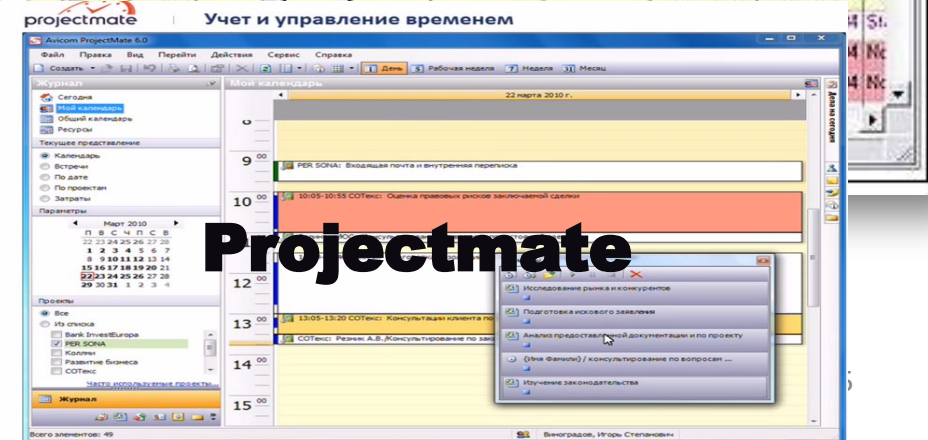 projectmate
Учет и управление временем
Avicom ProjectMate 6.0
Файл Правка Вид Перейти Действия Сервис Справка
Создать День Рабочая неделя Неделя Месяц
Журнал
Мой календарь
Сегодня
Мой календарь
Общий календарь
Ресурсы
Текущее представление
Календарь
Встречи
По дате
По проектам
Затраты
Параметры
Март 2010
П В С Ч П С В
22 23 24 25 26 27 28
1 2 3 4 5 6 7
8 9 10 11 12 13 14
15 16 17 18 19 20 21
22 23 24 25 26 27 28
29 30 31 1 2 3 4
Проекты
Все
Из списка
Bank InvestEuropa
PER SONA
Коллми
Развитие бизнеса
СОТекс
Часто используемые проекты...
Журнал
Всего элементов: 49
22 марта 2010 г.
9 00
PER SONA: Входящая почта и внутренняя переписка
10 00
10:05-10:55 СОТекс: Оценка правовых рисков заключаемой сделки
Projectmate
12 00
13 00
13:05-13:20 СОТекс: Консультации клиента по
СОТекс: Резник А.В./Консультирование по
14 00
15 00
Исследование рынка и конкурентов
Подготовка искового заявления
Анализ предоставленной документации и по проекту
(Имя Фамили) / консультирование по вопросам ...
Изучение законодательства
Дела на сегодня
Виноградов, Игорь Степанович